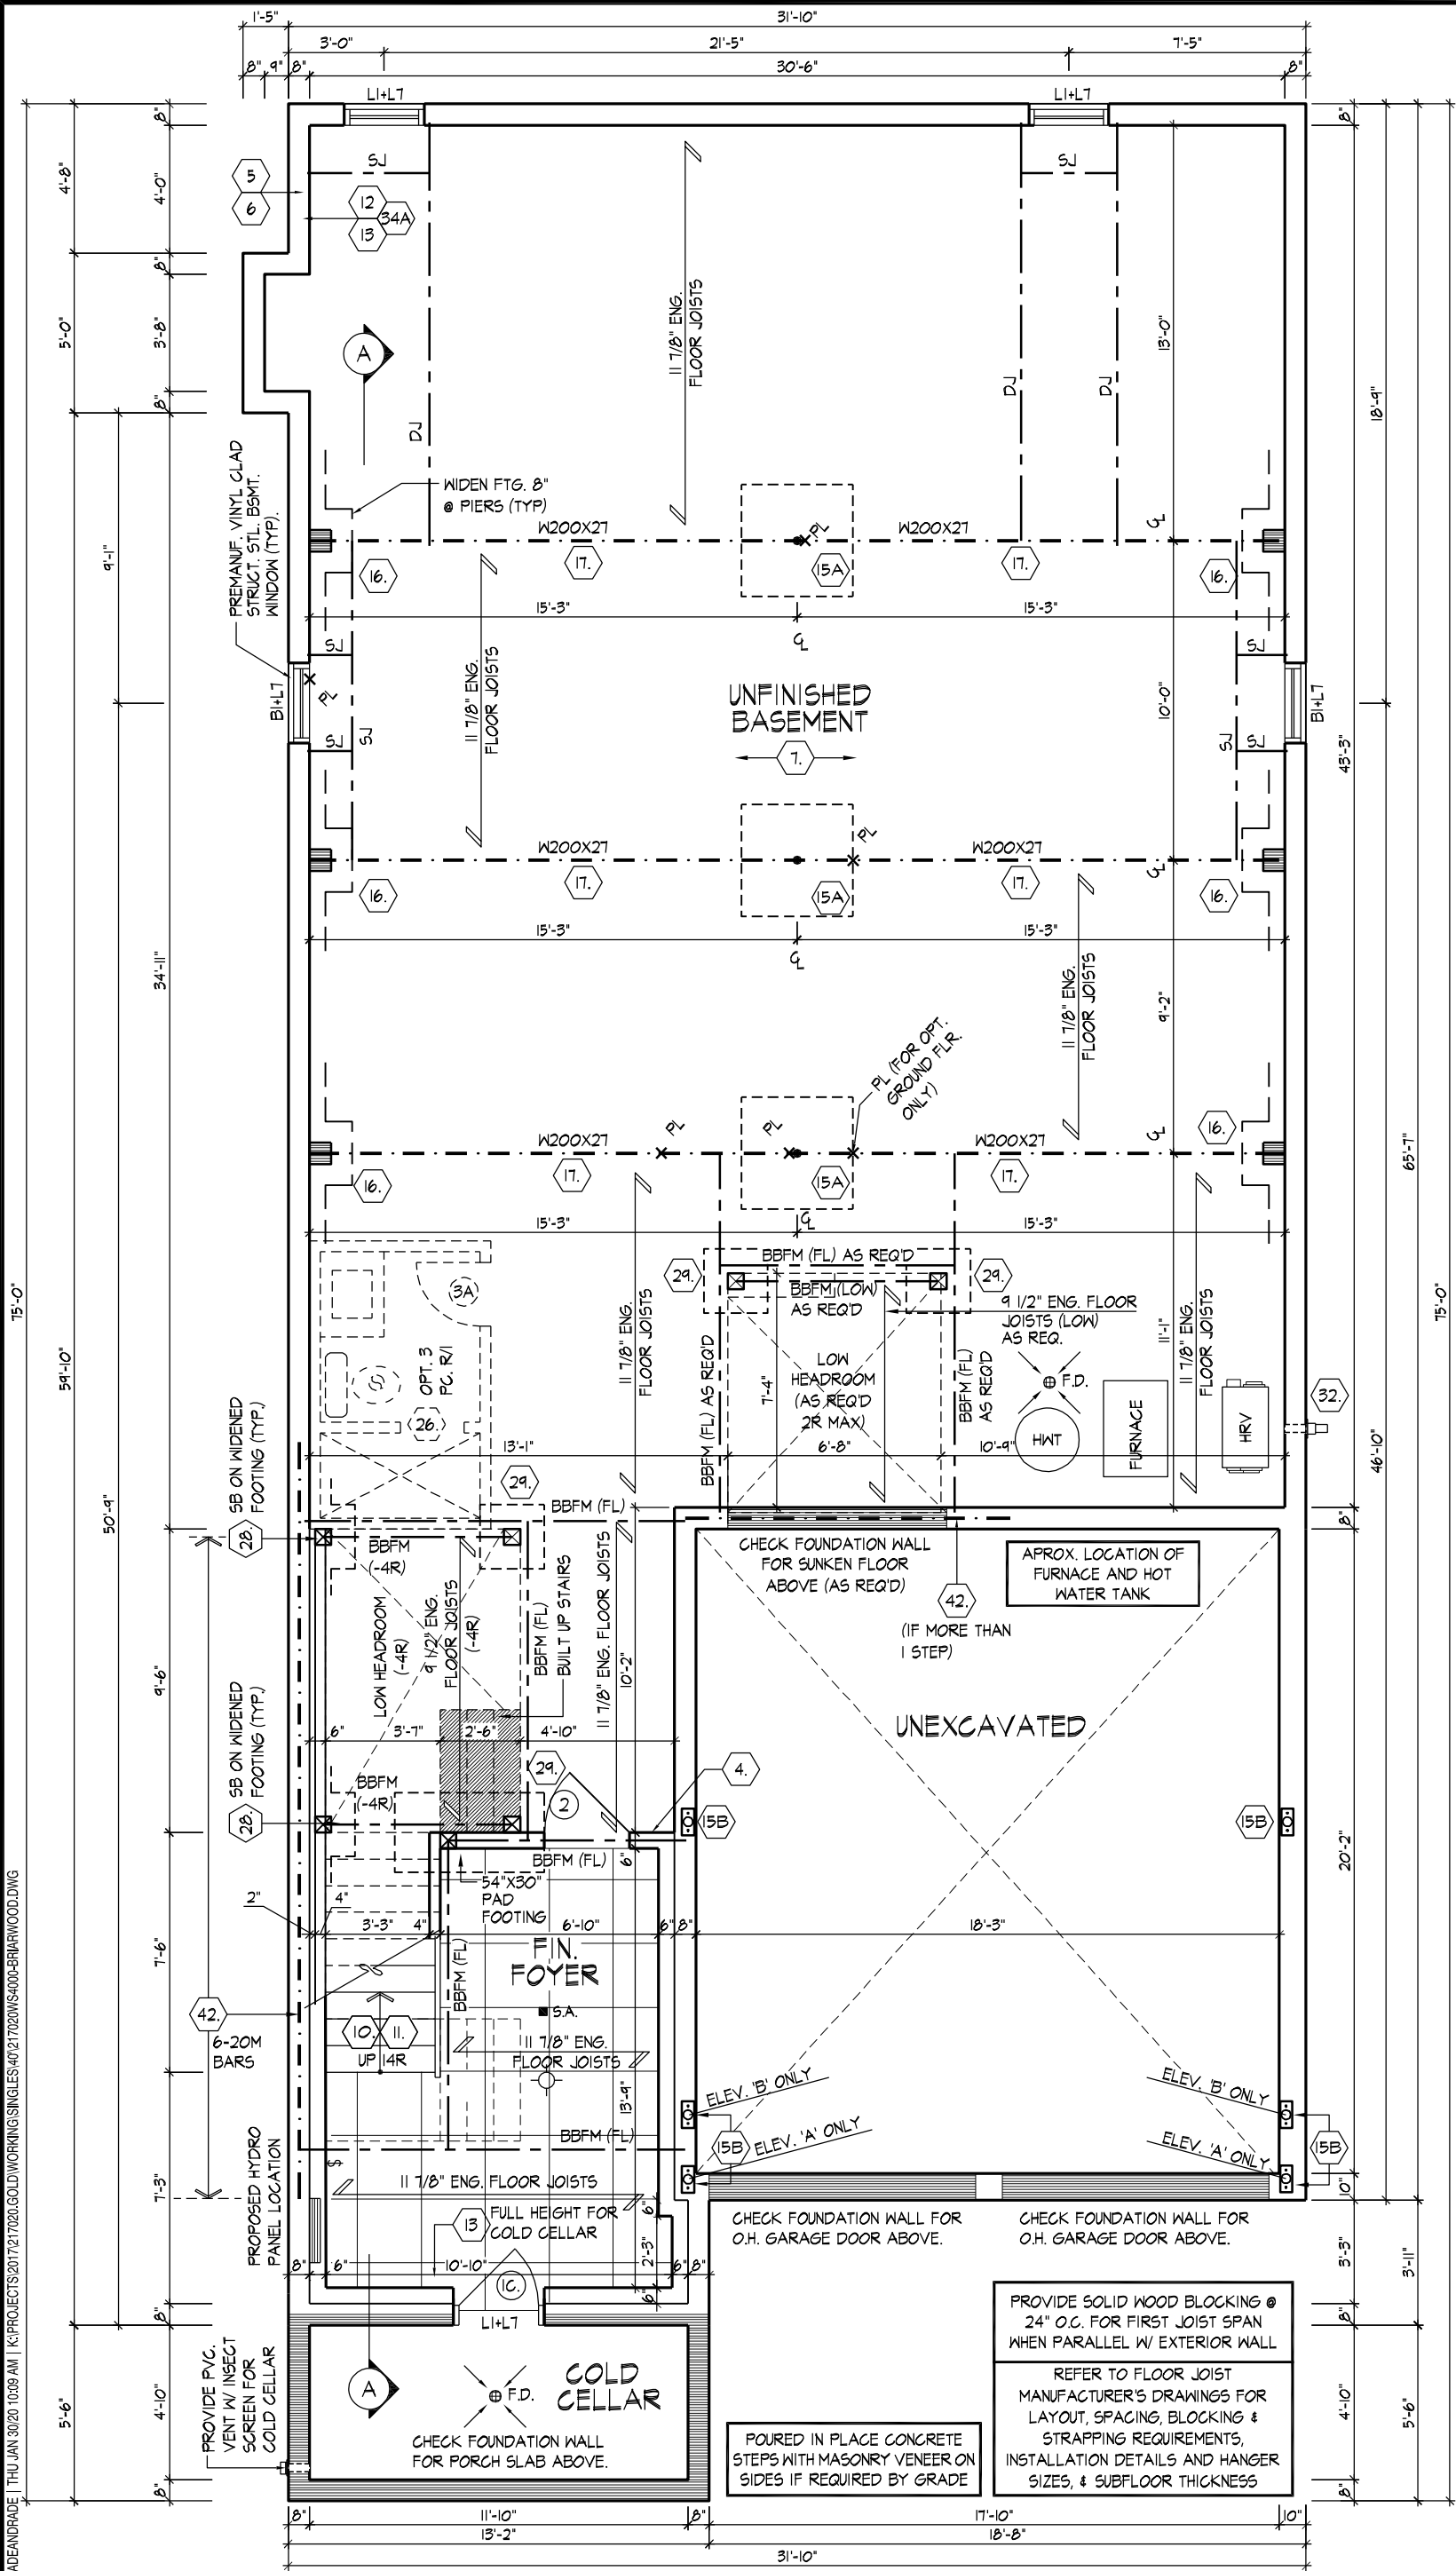 1'-5"
31'-10"
3'-0"
21'-5"
7'-5"
8"
9"
8"
30'-6"
8"
L1+L7
L1+L7
SJ
SJ
5
6
12
34A
13
A
DJ
DJ
DJ
11 7/8" ENG.
FLOOR JOISTS
13'-0"
8"
4'-8"
4'-0"
8"
5'-0"
3'-8"
8"
8"
18'-9"
WIDEN FTG. 8"
@ PIERS (TYP)
PREMANUF. VINYL CLAD
STRUCT. STL. BSMT.
WINDOW (TYP).
9'-1"
W200X27
PL
W200X27
CL
16.
17.
15A
17.
16.
15'-3"
15'-3"
CL
SJ
SJ
B1+L7
PL
SJ
SJ
11 7/8" ENG.
FLOOR JOISTS
UNFINISHED
BASEMENT
7.
10'-0"
SJ
SJ
B1+L7
43'-3"
W200X27
PL
W200X27
CL
16.
17.
15A
17.
16.
15'-3"
15'-3"
CL
34'-11"
11 7/8" ENG.
FLOOR JOISTS
9'-2"
PL (FOR OPT.
GROUND FLR.
ONLY)
65'-7"
16.
W200X27
PL
PL
W200X27
CL
16.
17.
15A
17.
15'-3"
CL
15'-3"
75'-0"
59'-10"
50'-9"
75'-0"
3A
OPT. 3
PC. R/I
26.
11 7/8" ENG.
FLOOR JOISTS
29.
BBFM (FL) AS REQ'D
29.
BBFM (LOW)
AS REQ'D
9 1/2" ENG. FLOOR
JOISTS (LOW)
AS REQ.
BBFM (FL) AS REQ'D
7'-4"
LOW
HEADROOM
(AS REQ'D
2R MAX)
BBFM (FL)
AS REQ'D
F.D.
HWT
FURNACE
11'-1"
11 7/8" ENG.
FLOOR JOISTS
HRV
32.
46'-10"
13'-1"
6'-8"
10'-9"
SB ON WIDENED
FOOTING (TYP.)
28.
29.
BBFM (FL)
BBFM
(-4R)
CHECK FOUNDATION WALL
FOR SUNKEN FLOOR
ABOVE (AS REQ'D)
42.
(IF MORE THAN
1 STEP)
APROX. LOCATION OF
FURNACE AND HOT
WATER TANK
8"
LOW HEADROOM
(-4R)
9 1/2" ENG.
FLOOR JOISTS
(-4R)
BBFM (FL)
BUILT UP STAIRS
11 7/8" ENG. FLOOR JOISTS
10'-2"
9'-6"
UNEXCAVATED
SB ON WIDENED
FOOTING (TYP.)
28.
6"
3'-7"
2'-6"
4'-10"
BBFM
(-4R)
29.
2
4.
15B
15B
20'-2"
BBFM (FL)
6"
54"X30"
PAD
FOOTING
2"
4"
3'-3"
4"
6'-10"
6"
8"
18'-3"
7'-6"
FIN.
FOYER
BBFM (FL)
S.A.
42.
6-20M
BARS
10.
11.
UP 14R
11 7/8" ENG.
FLOOR JOISTS
13'-9"
ELEV. 'B' ONLY
ELEV. 'B' ONLY
BBFM (FL)
15B
ELEV. 'A' ONLY
ELEV. 'A' ONLY
15B
PROPOSED HYDRO
PANEL LOCATION
7'-3"
11 7/8" ENG. FLOOR JOISTS
10"
13
FULL HEIGHT FOR
COLD CELLAR
6"
CHECK FOUNDATION WALL FOR
O.H. GARAGE DOOR ABOVE.
CHECK FOUNDATION WALL FOR
O.H. GARAGE DOOR ABOVE.
8"
6"
10'-10"
2'-3"
6"
8"
6"
1C.
L1+L7
3'-3"
3'-11"
8"
8"
PROVIDE PVC.
VENT W/ INSECT
SCREEN FOR
COLD CELLAR
5'-6"
4'-10"
8"
A
F.D.
COLD
CELLAR
CHECK FOUNDATION WALL
FOR PORCH SLAB ABOVE.
POURED IN PLACE CONCRETE
STEPS WITH MASONRY VENEER ON
SIDES IF REQUIRED BY GRADE
PROVIDE SOLID WOOD BLOCKING @
24" O.C. FOR FIRST JOIST SPAN
WHEN PARALLEL W/ EXTERIOR WALL
REFER TO FLOOR JOIST
MANUFACTURER'S DRAWINGS FOR
LAYOUT, SPACING, BLOCKING &
STRAPPING REQUIREMENTS,
INSTALLATION DETAILS AND HANGER
SIZES, & SUBFLOOR THICKNESS
4'-10"
5'-6"
8"
8"
11'-10"
8"
17'-10"
10"
13'-2"
18'-8"
31'-10"
ADEANDRADE | THU JAN 30/20 10:09 AM | K:\PROJECTS\2017\217020.GOLD\WORKING\SINGLES\40'\217020WS4000-BRIARWOOD.DWG